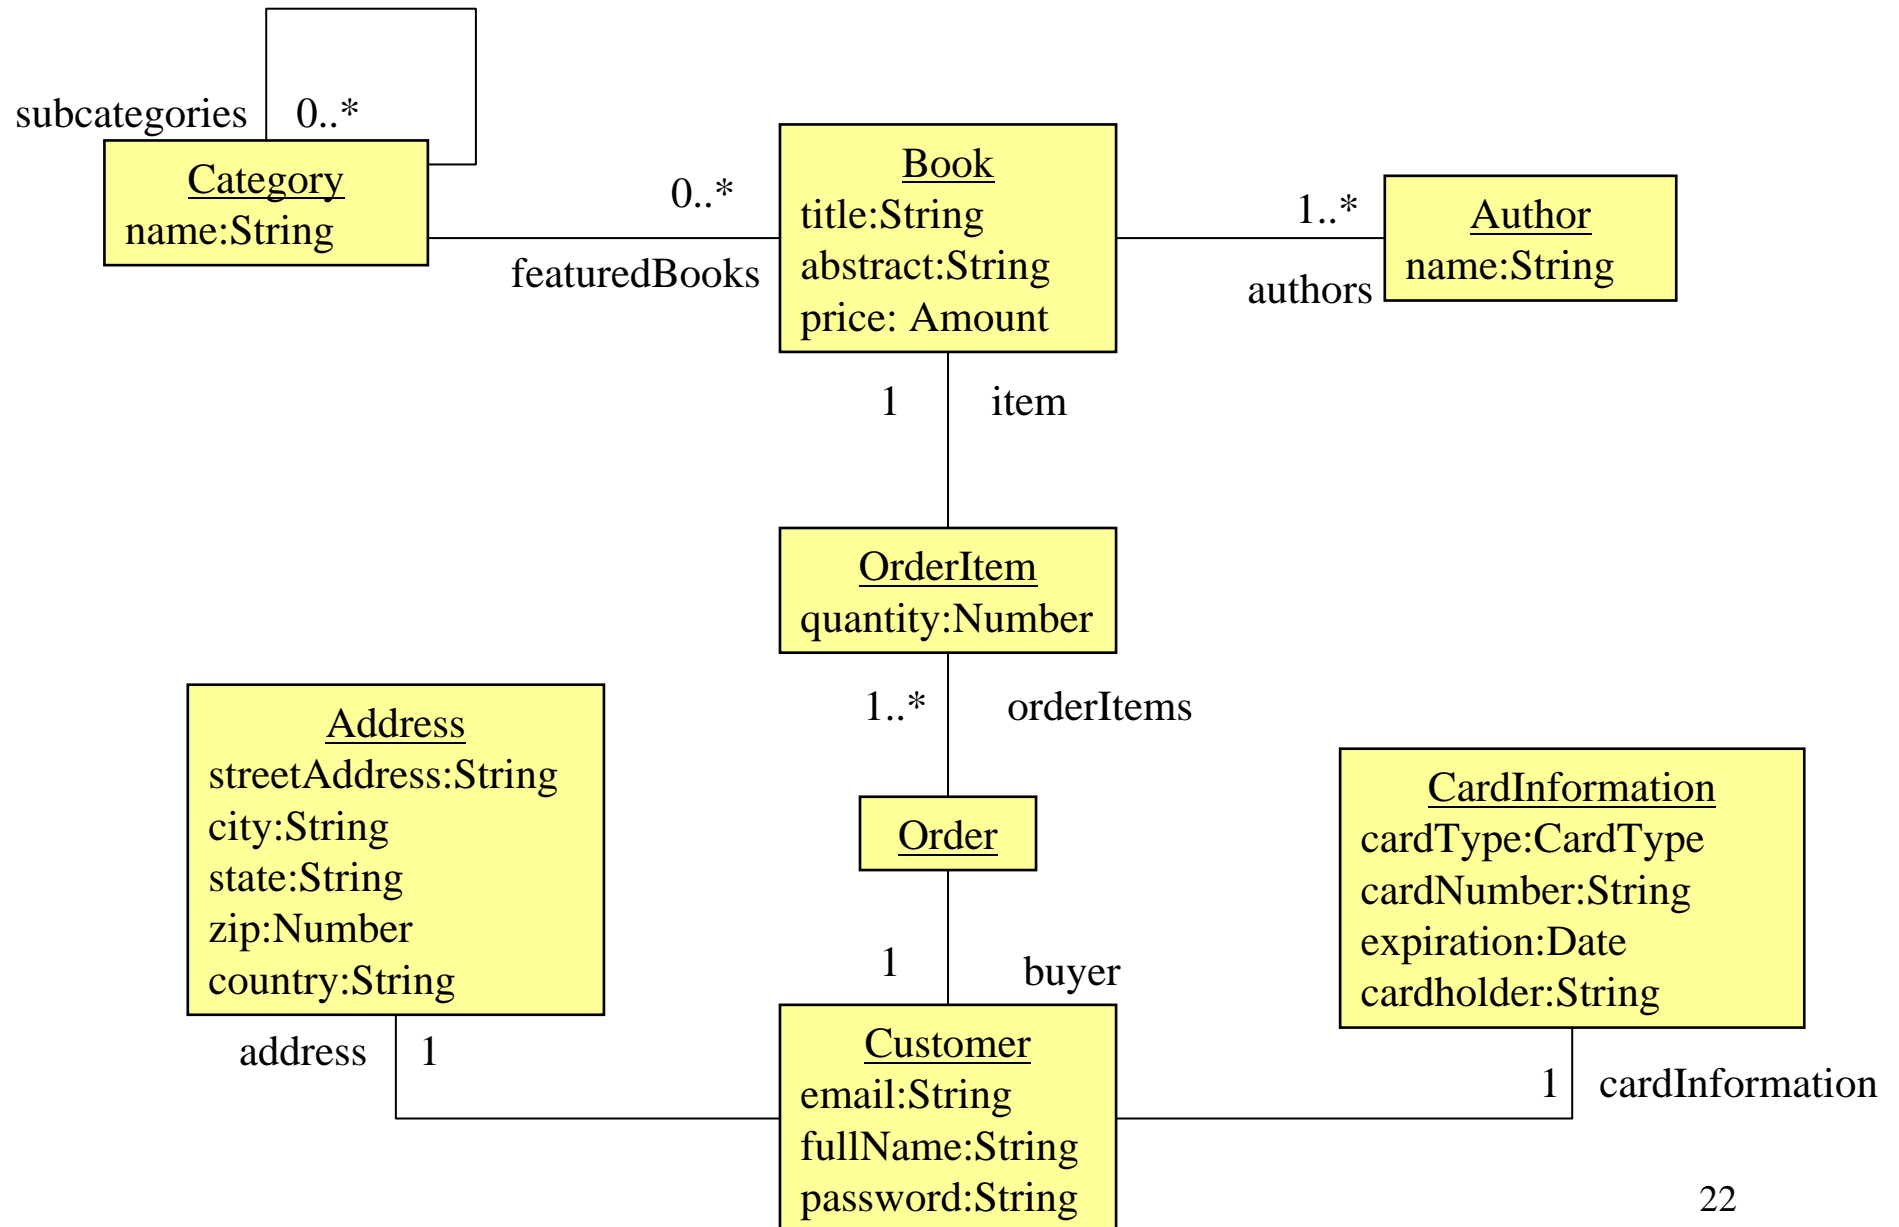 subcategories
0..*
Category
name:String
0..*
featuredBooks
Book
title:String
abstract:String
price: Amount
1..*
authors
Author
name:String
1
item
OrderItem
quantity:Number
1..*
orderItems
Order
1
buyer
Address
streetAddress:String
city:String
state:String
zip:Number
country:String
address
1
Customer
email:String
fullName:String
password:String
CardInformation
cardType:CardType
cardNumber:String
expiration:Date
cardholder:String
1
cardInformation
22